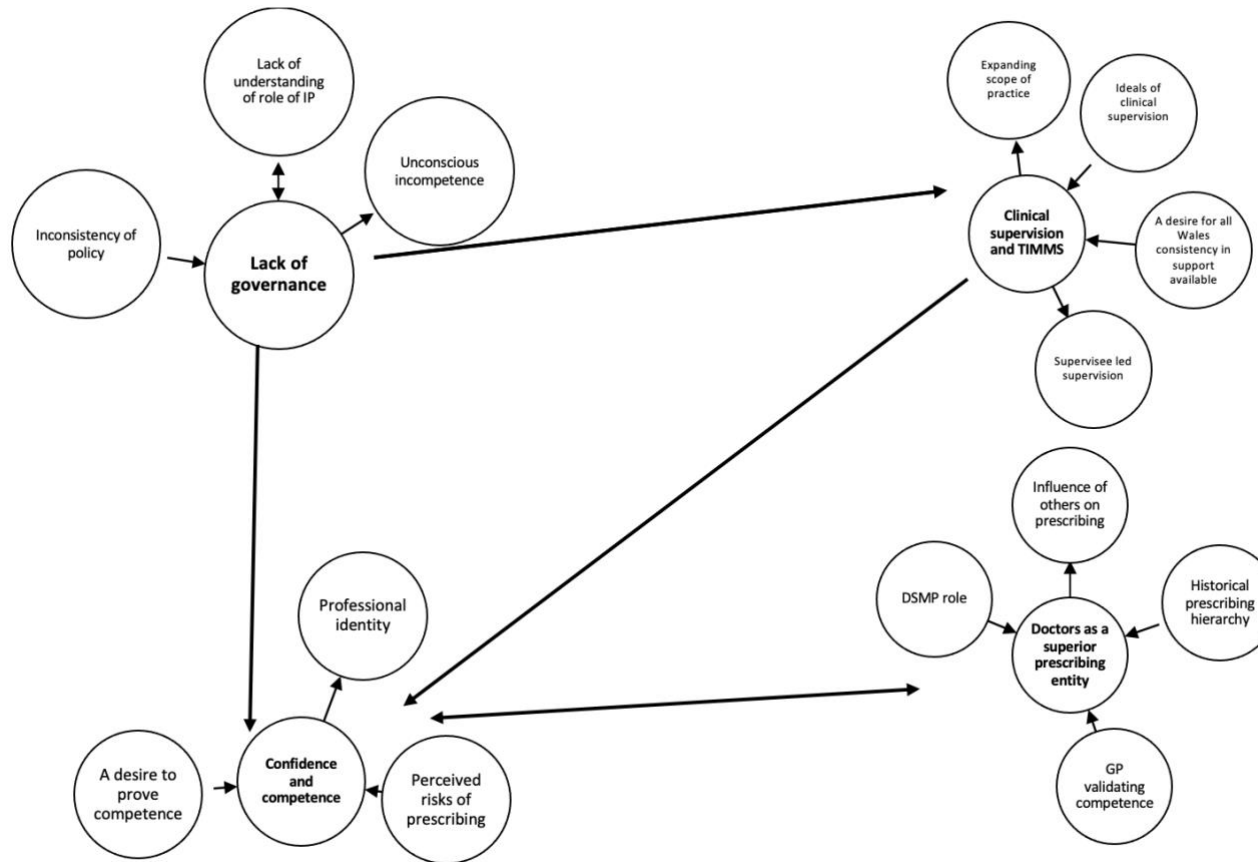 Lack of
understanding
of role of IP
Unconscious
incompetence
Inconsistency of
policy
Lack of
governance
Expanding
scope of
practice
Ideals of
clinical
supervision
Clinical
supervision
and TIMMS
A desire for all
Wales
consistency in
support
available
Supervisee led
supervision
Influence of
others on
prescribing
DSMP role
Historical
prescribing
hierarchy
Doctors as a
superior
prescribing
entity
GP
validating
competence
Professional
identity
A desire to
prove
competence
Confidence
and
competence
Perceived
risks of
prescribing